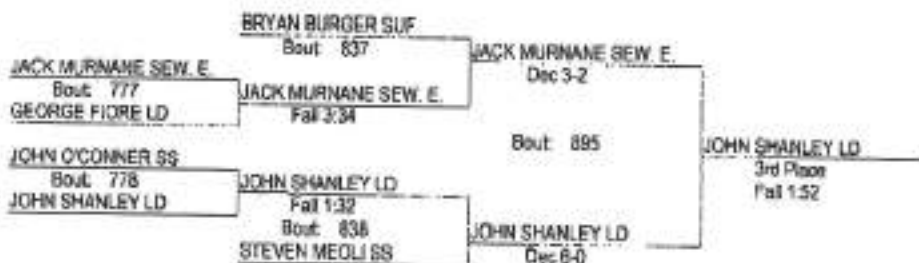 BRYAN BURGER SUF
Bout: 837
JACK MURNANE SEW. E.
Dec 3-2
JACK MURNANE SEW. E.
Bout: 777
GEORGE FIORE LD
JACK MURNANE SEW. E.
Fall 3:34
Bout: 895
JOHN SHANLEY LD
3rd Place
Fall 1:52
JOHN O'CONNER SS
Bout: 778
JOHN SHANLEY LD
JOHN SHANLEY LD
Fall 1:32
Bout: 838
STEVEN MEOLI SS
JOHN SHANLEY LD
Dec 6-0